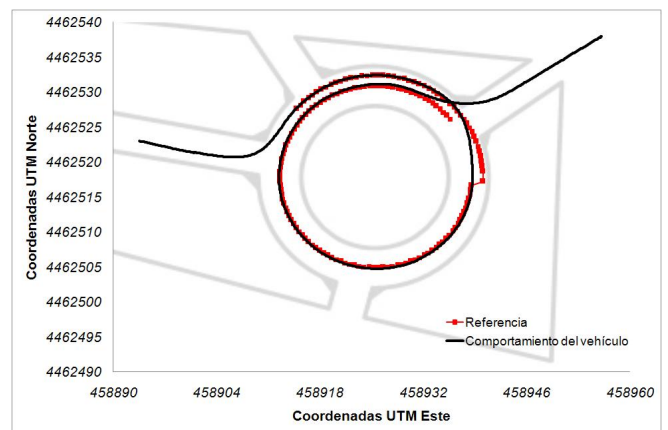 4462540
4462535
4462530
4462525
4462520
4462515
4462510
4462505
4462500
4462495
4462490
Coordenadas UTM Norte
Referencia
Comportamiento del vehículo
458890 458904 458918 458932 458946 458960
Coordenadas UTM Este